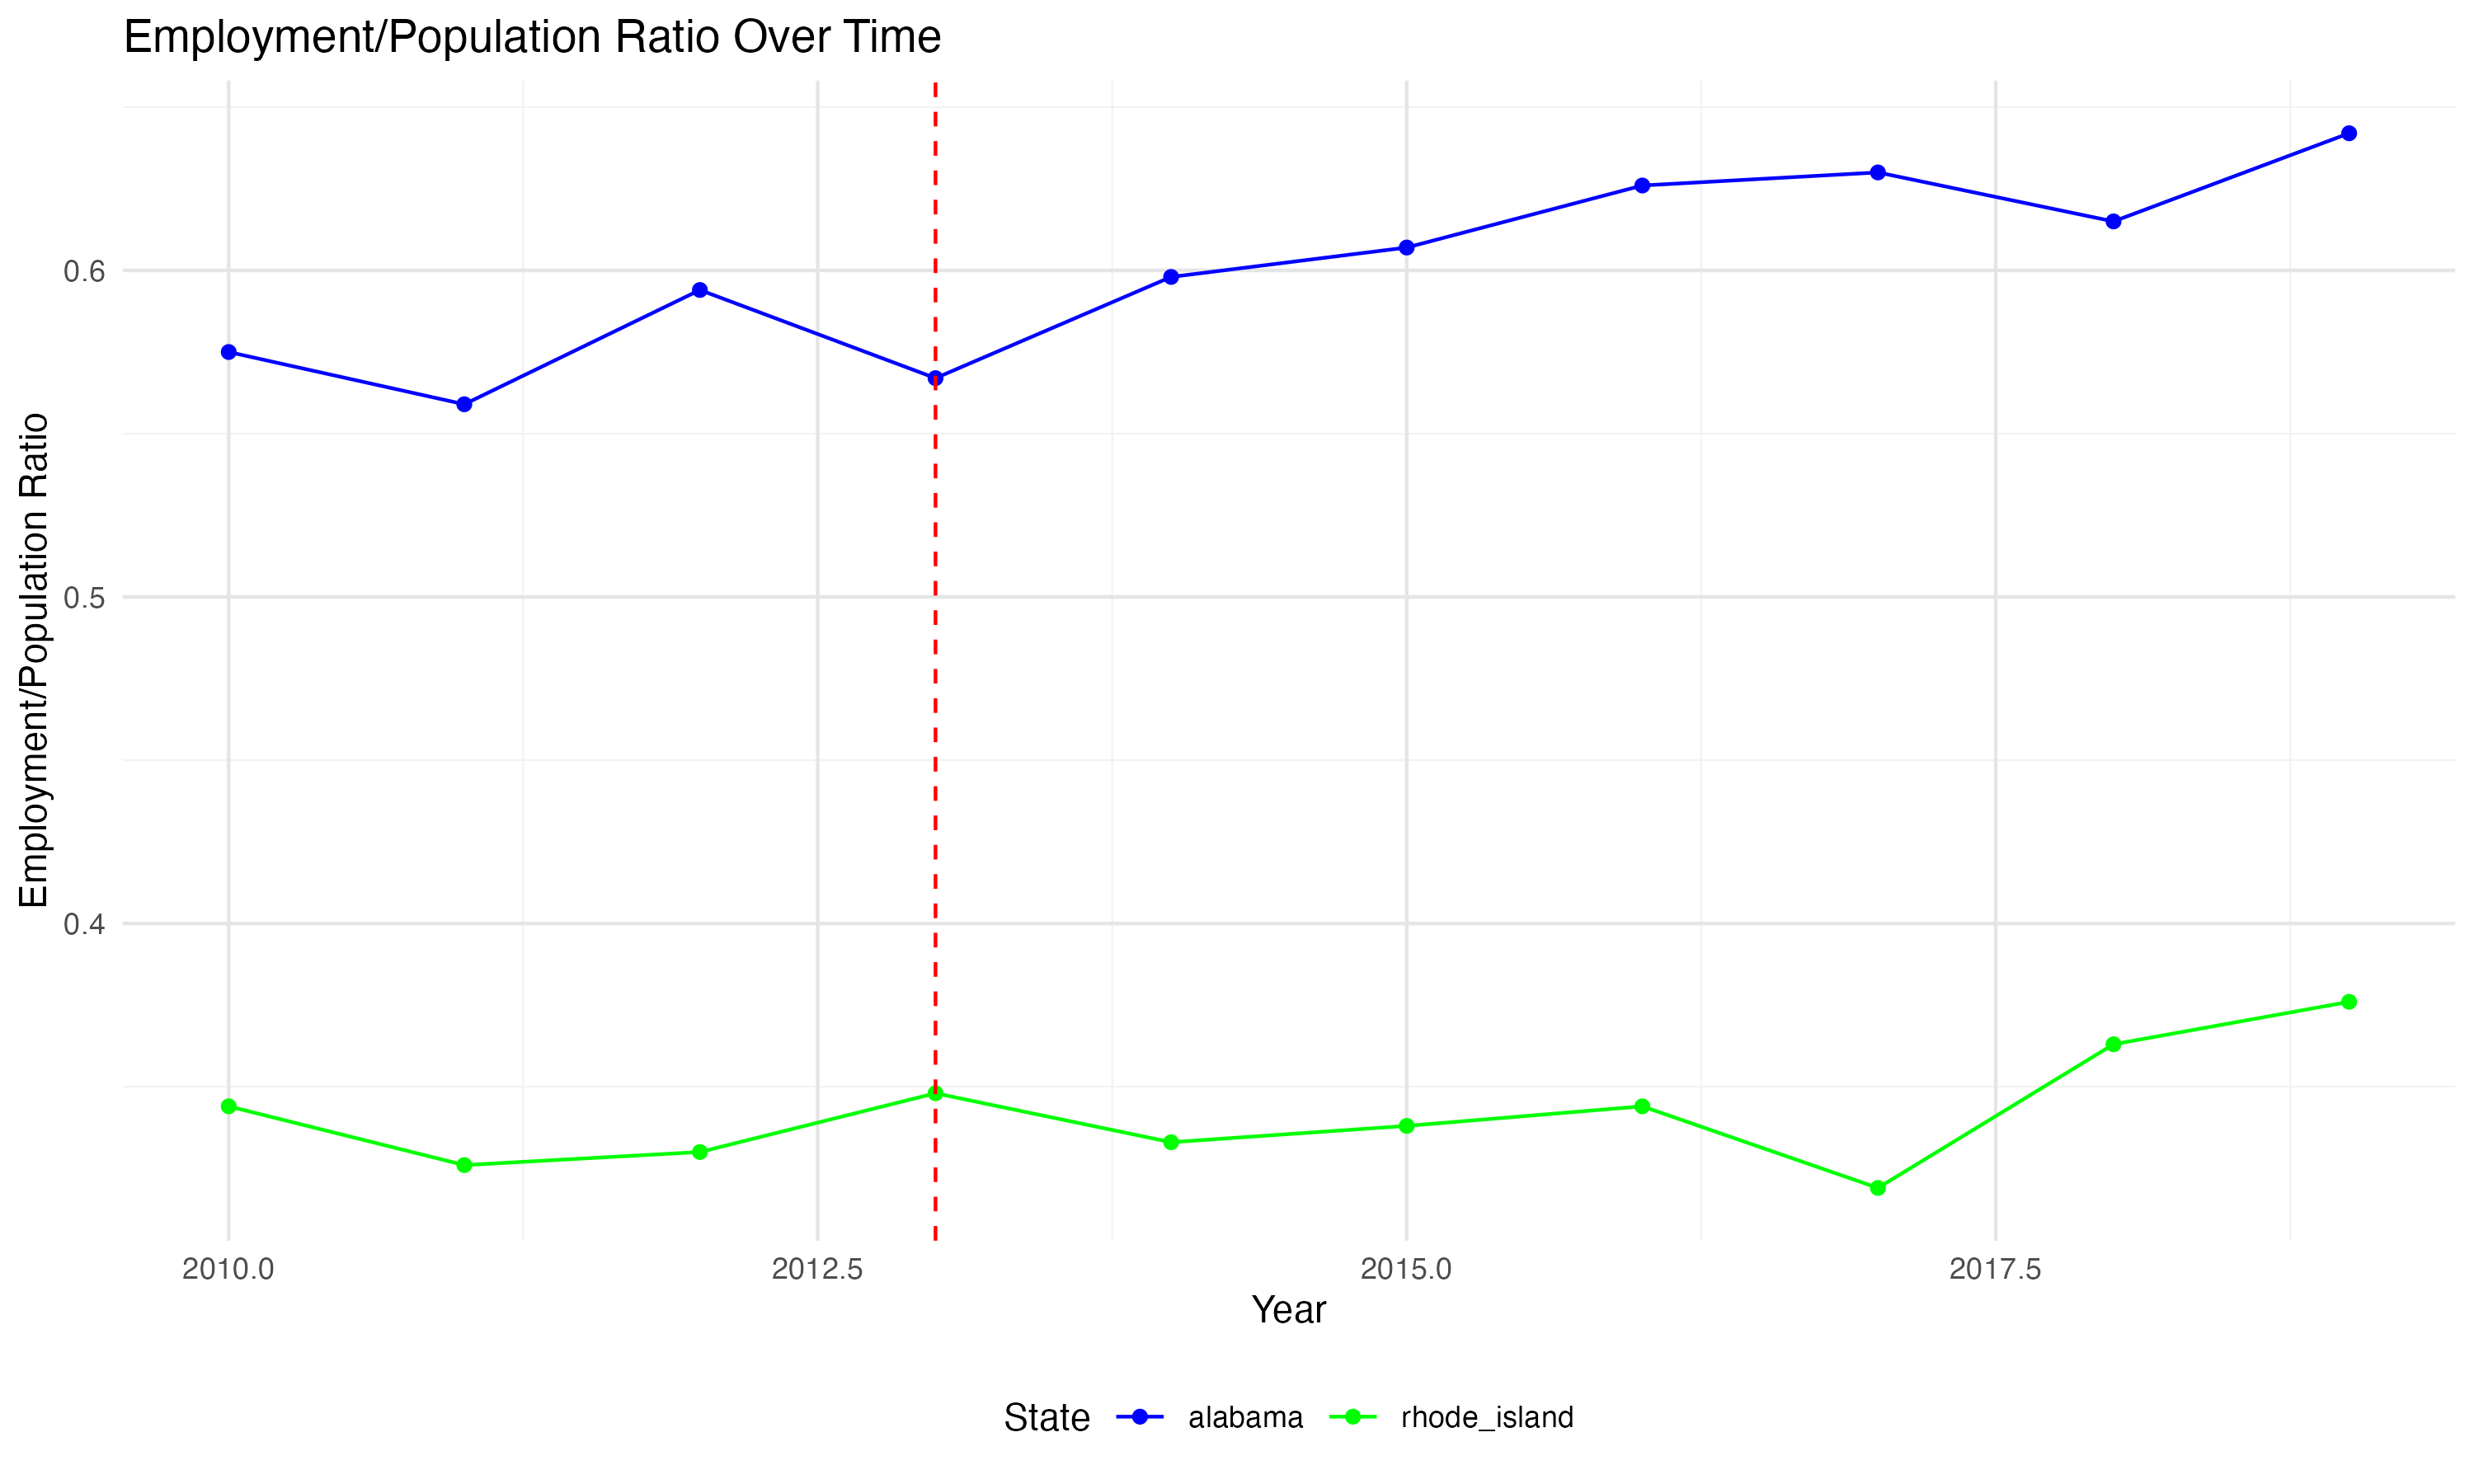 Employment/Population Ratio Over Time
Employment/Population Ratio
0.6
0.5
0.4
2010.0 2012.5 2015.0 2017.5
Year
State alabama rhode_island